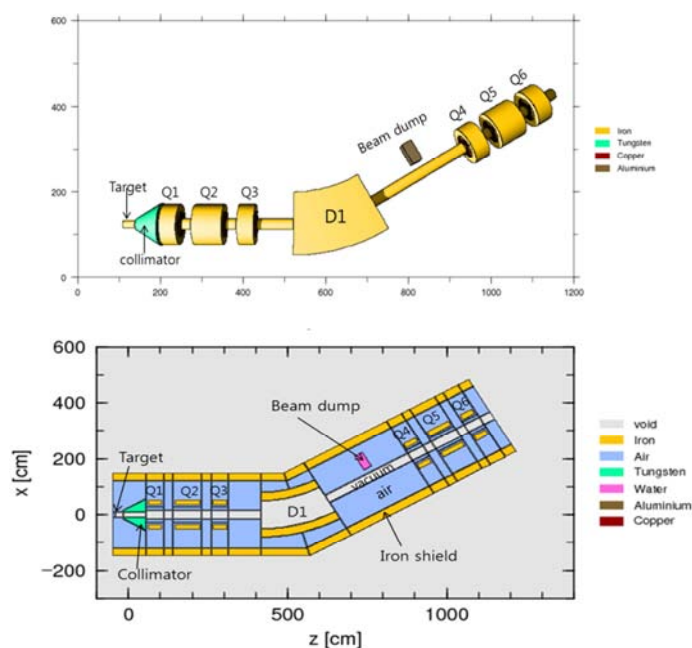 600
400
200
0
0
200
400
600
800
1000
1200
Target
Q1
Q2
Q3
collimator
D1
Beam dump
Q4
Q5
Q6
Iron
Tungsten
Copper
Aluminium
600
400
200
0
−200
0
500
1000
x [cm]
z [cm]
Target
Q1
Q2
Q3
Collimator
D1
Beam dump
vacuum
air
Q4
Q5
Q6
Iron shield
void
Iron
Air
Tungsten
Water
Aluminium
Copper